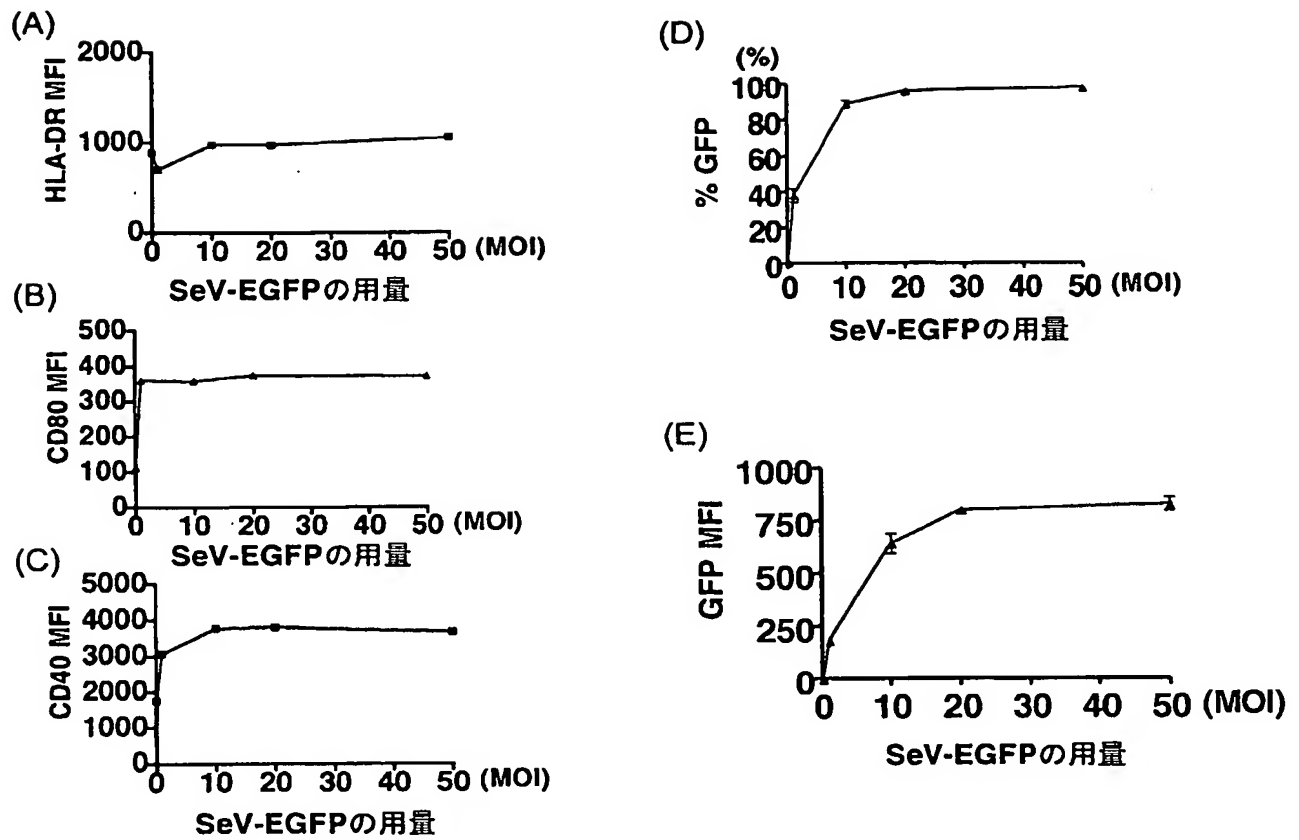 (A)
HLA-DR MFI
2000
1000
0
0 10 20 30 40 50 (MOI)
SeV-EGFPの用量
(B)
CD80 MFI
500
400
300
200
100
0
0 10 20 30 40 50 (MOI)
SeV-EGFPの用量
(C)
CD40 MFI
5000
4000
3000
2000
1000
0
0 10 20 30 40 50 (MOI)
SeV-EGFPの用量
(D)
(%)
% GFP
100
80
60
40
20
0
0 10 20 30 40 50 (MOI)
SeV-EGFPの用量
(E)
GFP MFI
1000
750
500
250
0
0 10 20 30 40 50 (MOI)
SeV-EGFPの用量